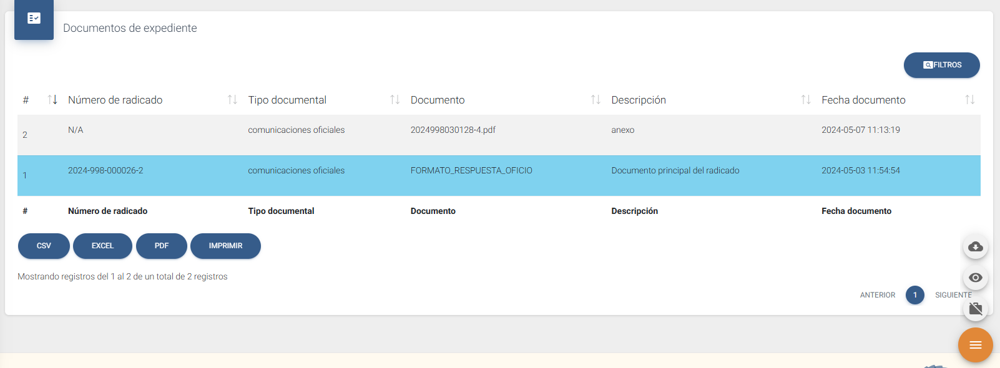 Documentos de expediente
FILTROS
# Número de radicado Tipo documental Documento Descripción Fecha documento
2 N/A comunicaciones oficiales 2024998030128-4.pdf anexo 2024-05-07 11:13:19
1 2024-998-000026-2 comunicaciones oficiales FORMATO_RESPUESTA_OFICIO Documento principal del radicado 2024-05-03 11:54:54
# Número de radicado Tipo documental Documento Descripción Fecha documento
CSV EXCEL PDF IMPRIMIR
Mostrando registros del 1 al 2 de un total de 2 registros
ANTERIOR 1 SIGUIENTE